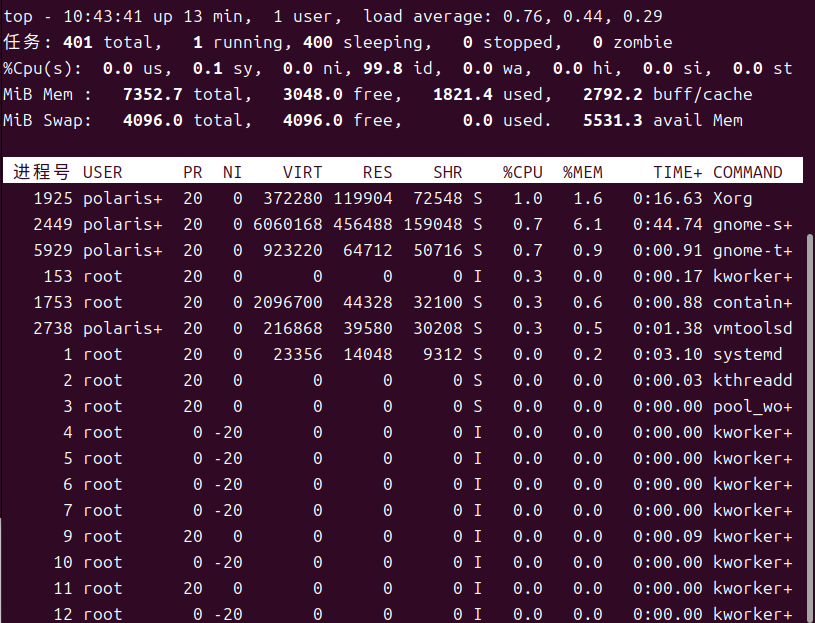 top - 10:43:41 up 13 min,  1 user,  load average: 0.76, 0.44, 0.29
任务: 401 total,   1 running, 400 sleeping,   0 stopped,   0 zombie
%Cpu(s):  0.0 us,  0.1 sy,  0.0 ni, 99.8 id,  0.0 wa,  0.0 hi,  0.0 si,  0.0 st
MiB Mem :   7352.7 total,   3048.0 free,   1821.4 used,   2792.2 buff/cache
MiB Swap:   4096.0 total,   4096.0 free,      0.0 used.   5531.3 avail Mem
 进程号 USER      PR  NI    VIRT    RES    SHR    %CPU  %MEM     TIME+ COMMAND
   1925 polaris+  20   0  372280 119904  72548 S   1.0   1.6   0:16.63 Xorg
   2449 polaris+  20   0 6060168 456488 159048 S   0.7   6.1   0:44.74 gnome-s+
   5929 polaris+  20   0  923220  64712  50716 S   0.7   0.9   0:00.91 gnome-t+
    153 root      20   0       0      0      0 I   0.3   0.0   0:00.17 kworker+
   1753 root      20   0 2096700  44328  32100 S   0.3   0.6   0:00.88 contain+
   2738 polaris+  20   0  216868  39580  30208 S   0.3   0.5   0:01.38 vmtoolsd
      1 root      20   0   23356  14048   9312 S   0.0   0.2   0:03.10 systemd
      2 root      20   0       0      0      0 S   0.0   0.0   0:00.03 kthreadd
      3 root      20   0       0      0      0 S   0.0   0.0   0:00.00 pool_wo+
      4 root       0 -20       0      0      0 I   0.0   0.0   0:00.00 kworker+
      5 root       0 -20       0      0      0 I   0.0   0.0   0:00.00 kworker+
      6 root       0 -20       0      0      0 I   0.0   0.0   0:00.00 kworker+
      7 root       0 -20       0      0      0 I   0.0   0.0   0:00.00 kworker+
      9 root      20   0       0      0      0 I   0.0   0.0   0:00.09 kworker+
     10 root       0 -20       0      0      0 I   0.0   0.0   0:00.00 kworker+
     11 root      20   0       0      0      0 I   0.0   0.0   0:00.00 kworker+
     12 root       0 -20       0      0      0 I   0.0   0.0   0:00.00 kworker+